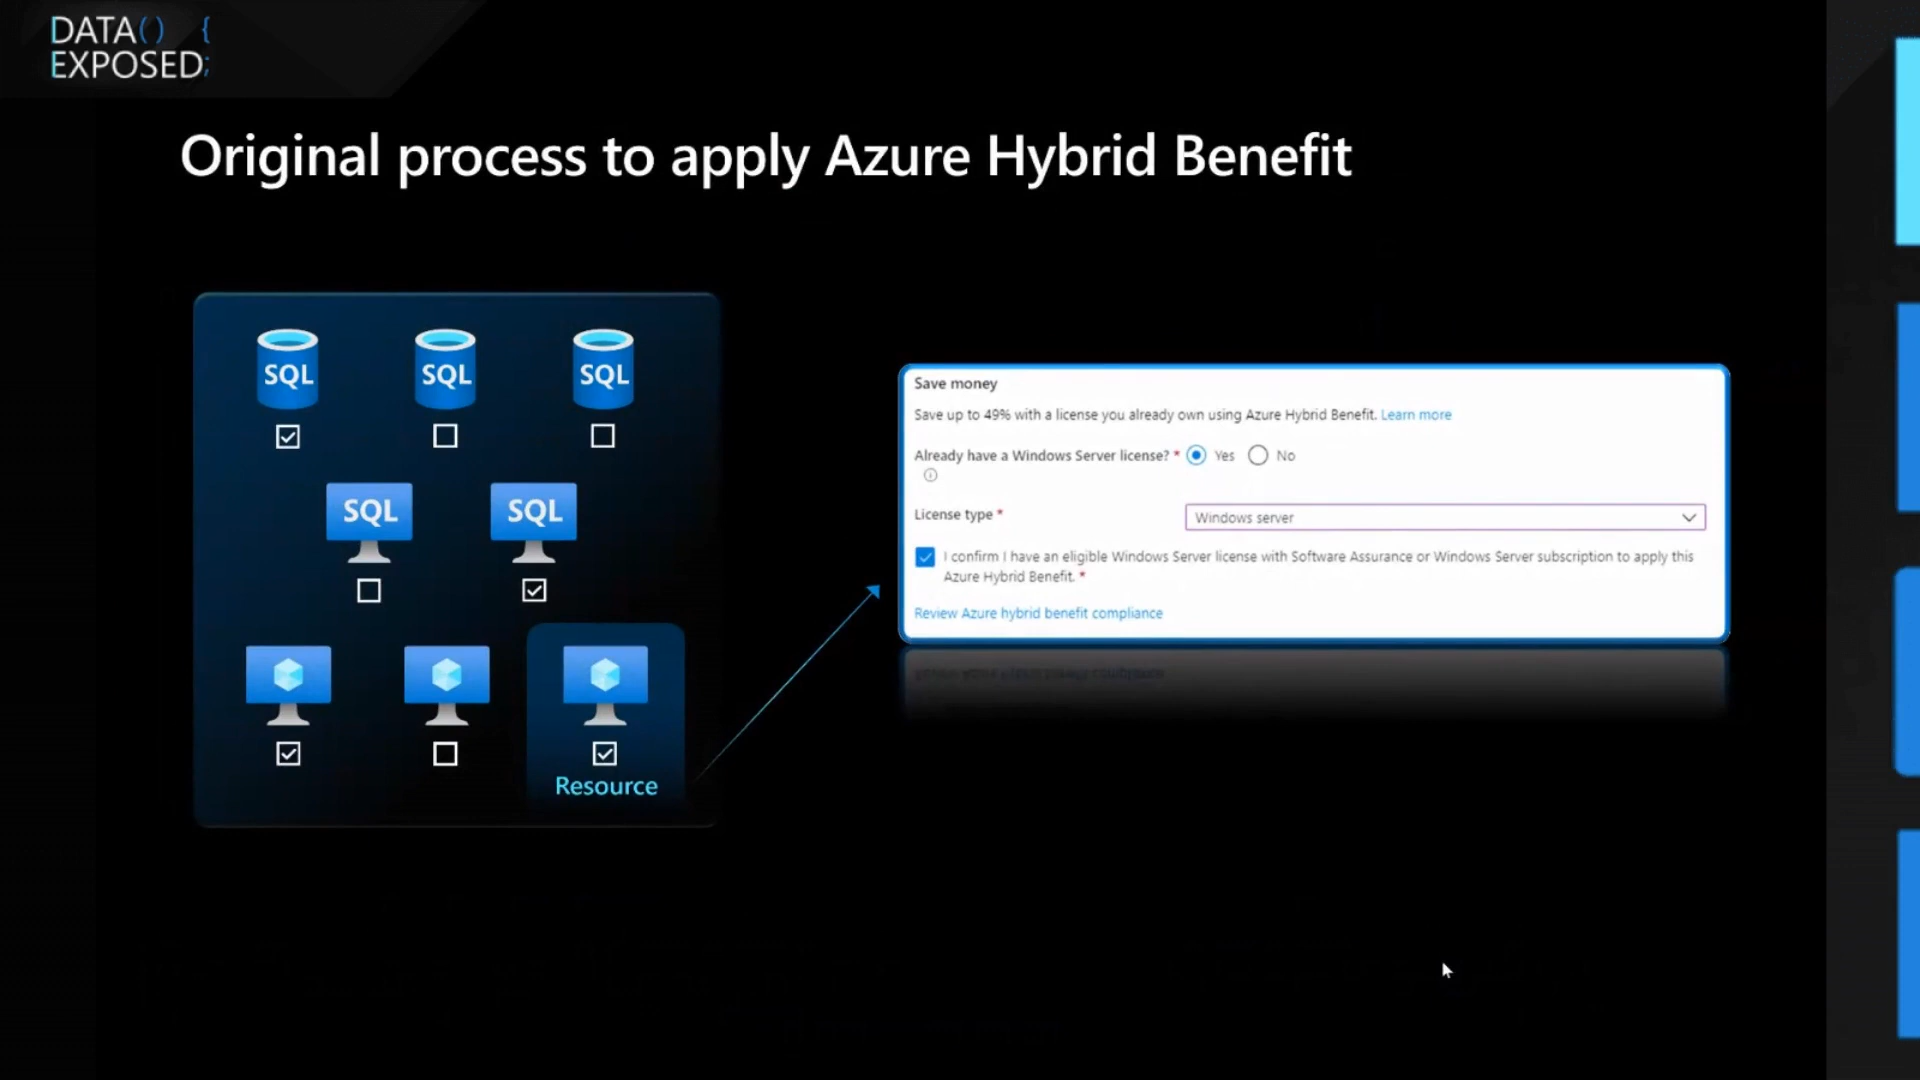 DATA() {
EXPOSED;
Original process to apply Azure Hybrid Benefit
SQL SQL SQL
SQL SQL
Resource
Save money
Save up to 49% with a license you already own using Azure Hybrid Benefit. Learn more
Already have a Windows Server license? * Yes No
License type * Windows server
I confirm I have an eligible Windows Server license with Software Assurance or Windows Server subscription to apply this
Azure Hybrid Benefit. *
Review Azure hybrid benefit compliance